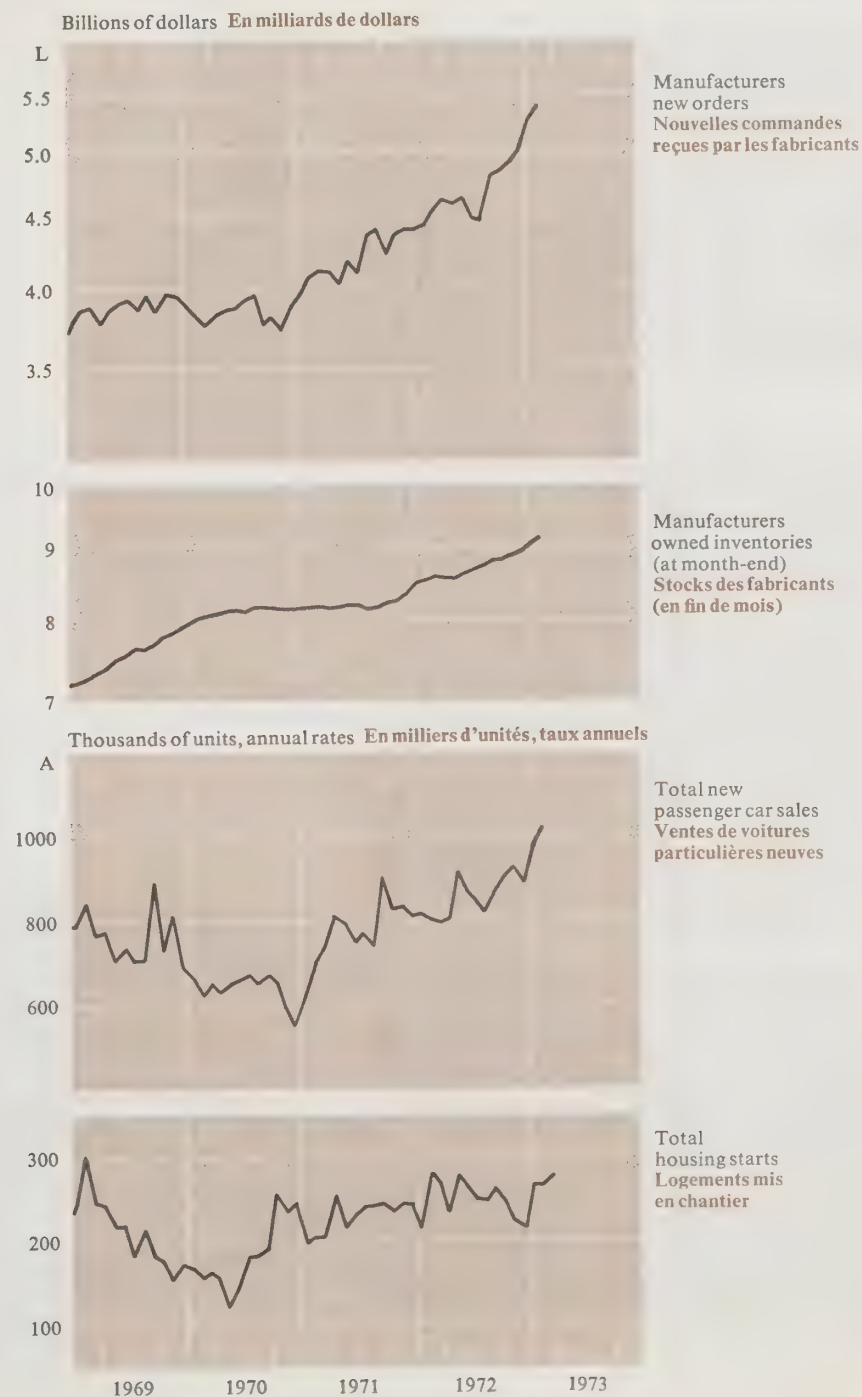 Billions of dollars En milliards de dollars
L
5.5
5.0
4.5
4.0
3.5
Manufacturers
new orders
Nouvelles commandes
reçues par les fabricants
10
9
8
7
Manufacturers
owned inventories
(at month-end)
Stocks des fabricants
(en fin de mois)
Thousands of units, annual rates En milliers d'unités, taux annuels
A
1000
800
600
Total new
passenger car sales
Ventes de voitures
particulières neuves
300
200
100
Total
housing starts
Logements mis
en chantier
1969 1970 1971 1972 1973